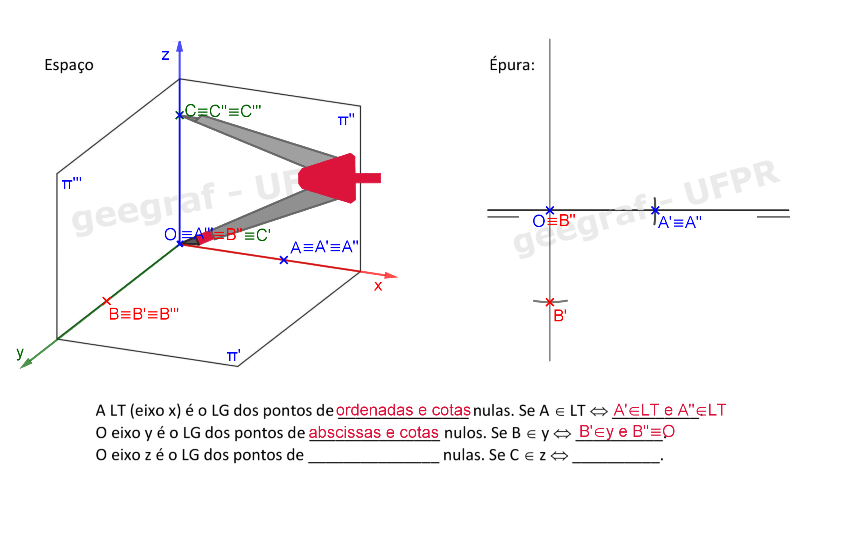 Espaço
Épura:
z
C≡C"≡C'''
π"
π'''
geegraf - UFPR
geegraf - UFPR
O≡A'''≡B"≡C'
A≡A'≡A"
x
B≡B'≡B'''
y
π'
O≡B"
A'≡A"
B'
A LT (eixo x) é o LG dos pontos de ordenadas e cotas nulas. Se A ∈ LT ⇔ A'∈LT e A"∈LT
O eixo y é o LG dos pontos de abscissas e cotas nulos. Se B ∈ y ⇔ B'∈y e B"≡O.
O eixo z é o LG dos pontos de ________________ nulas. Se C ∈ z ⇔ ___________.